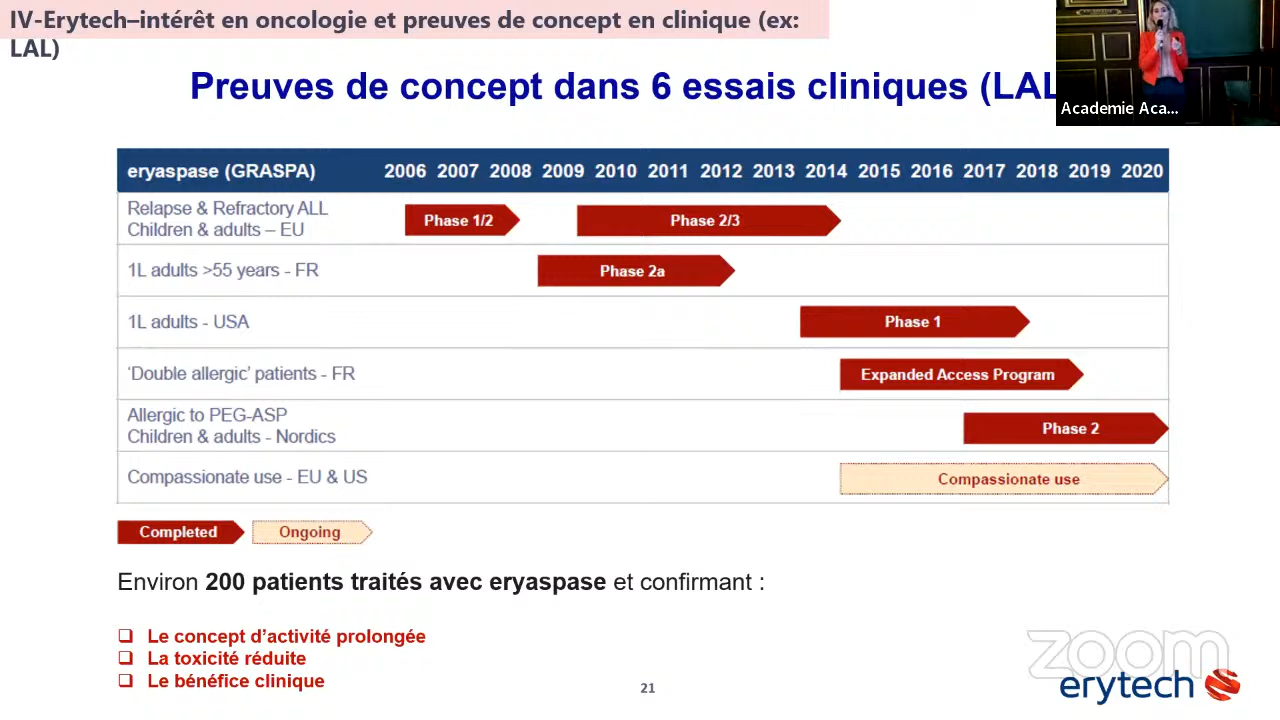 IV-Erytech–intérêt en oncologie et preuves de concept en clinique (ex:
LAL)
Preuves de concept dans 6 essais cliniques (LAL
Academie Aca...
eryaspase (GRASPA) 2006 2007 2008 2009 2010 2011 2012 2013 2014 2015 2016 2017 2018 2019 2020
Relapse & Refractory ALL
Children & adults – EU
Phase 1/2 Phase 2/3
1L adults >55 years - FR Phase 2a
1L adults - USA Phase 1
‘Double allergic’ patients - FR Expanded Access Program
Allergic to PEG-ASP
Children & adults - Nordics
Phase 2
Compassionate use - EU & US Compassionate use
Completed Ongoing
Environ 200 patients traités avec eryaspase et confirmant :
Le concept d’activité prolongée
La toxicité réduite
Le bénéfice clinique
21
zoom
erytech